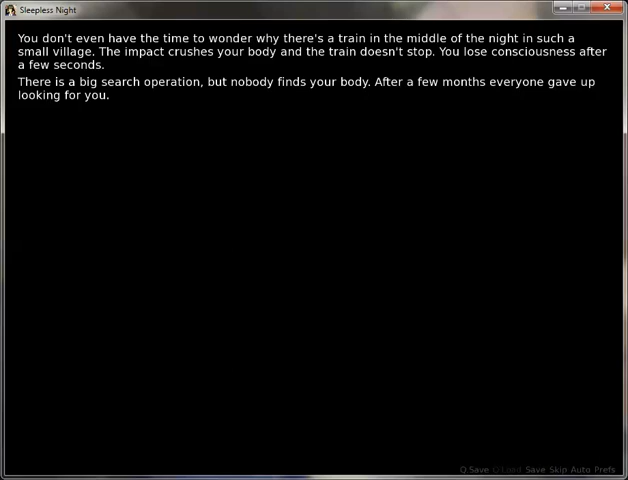 Sleepless Night
You don't even have the time to wonder why there's a train in the middle of the night in such a
small village. The impact crushes your body and the train doesn't stop. You lose consciousness after
a few seconds.
There is a big search operation, but nobody finds your body. After a few months everyone gave up
looking for you.
Q.Save Q.Load Save Skip Auto Prefs